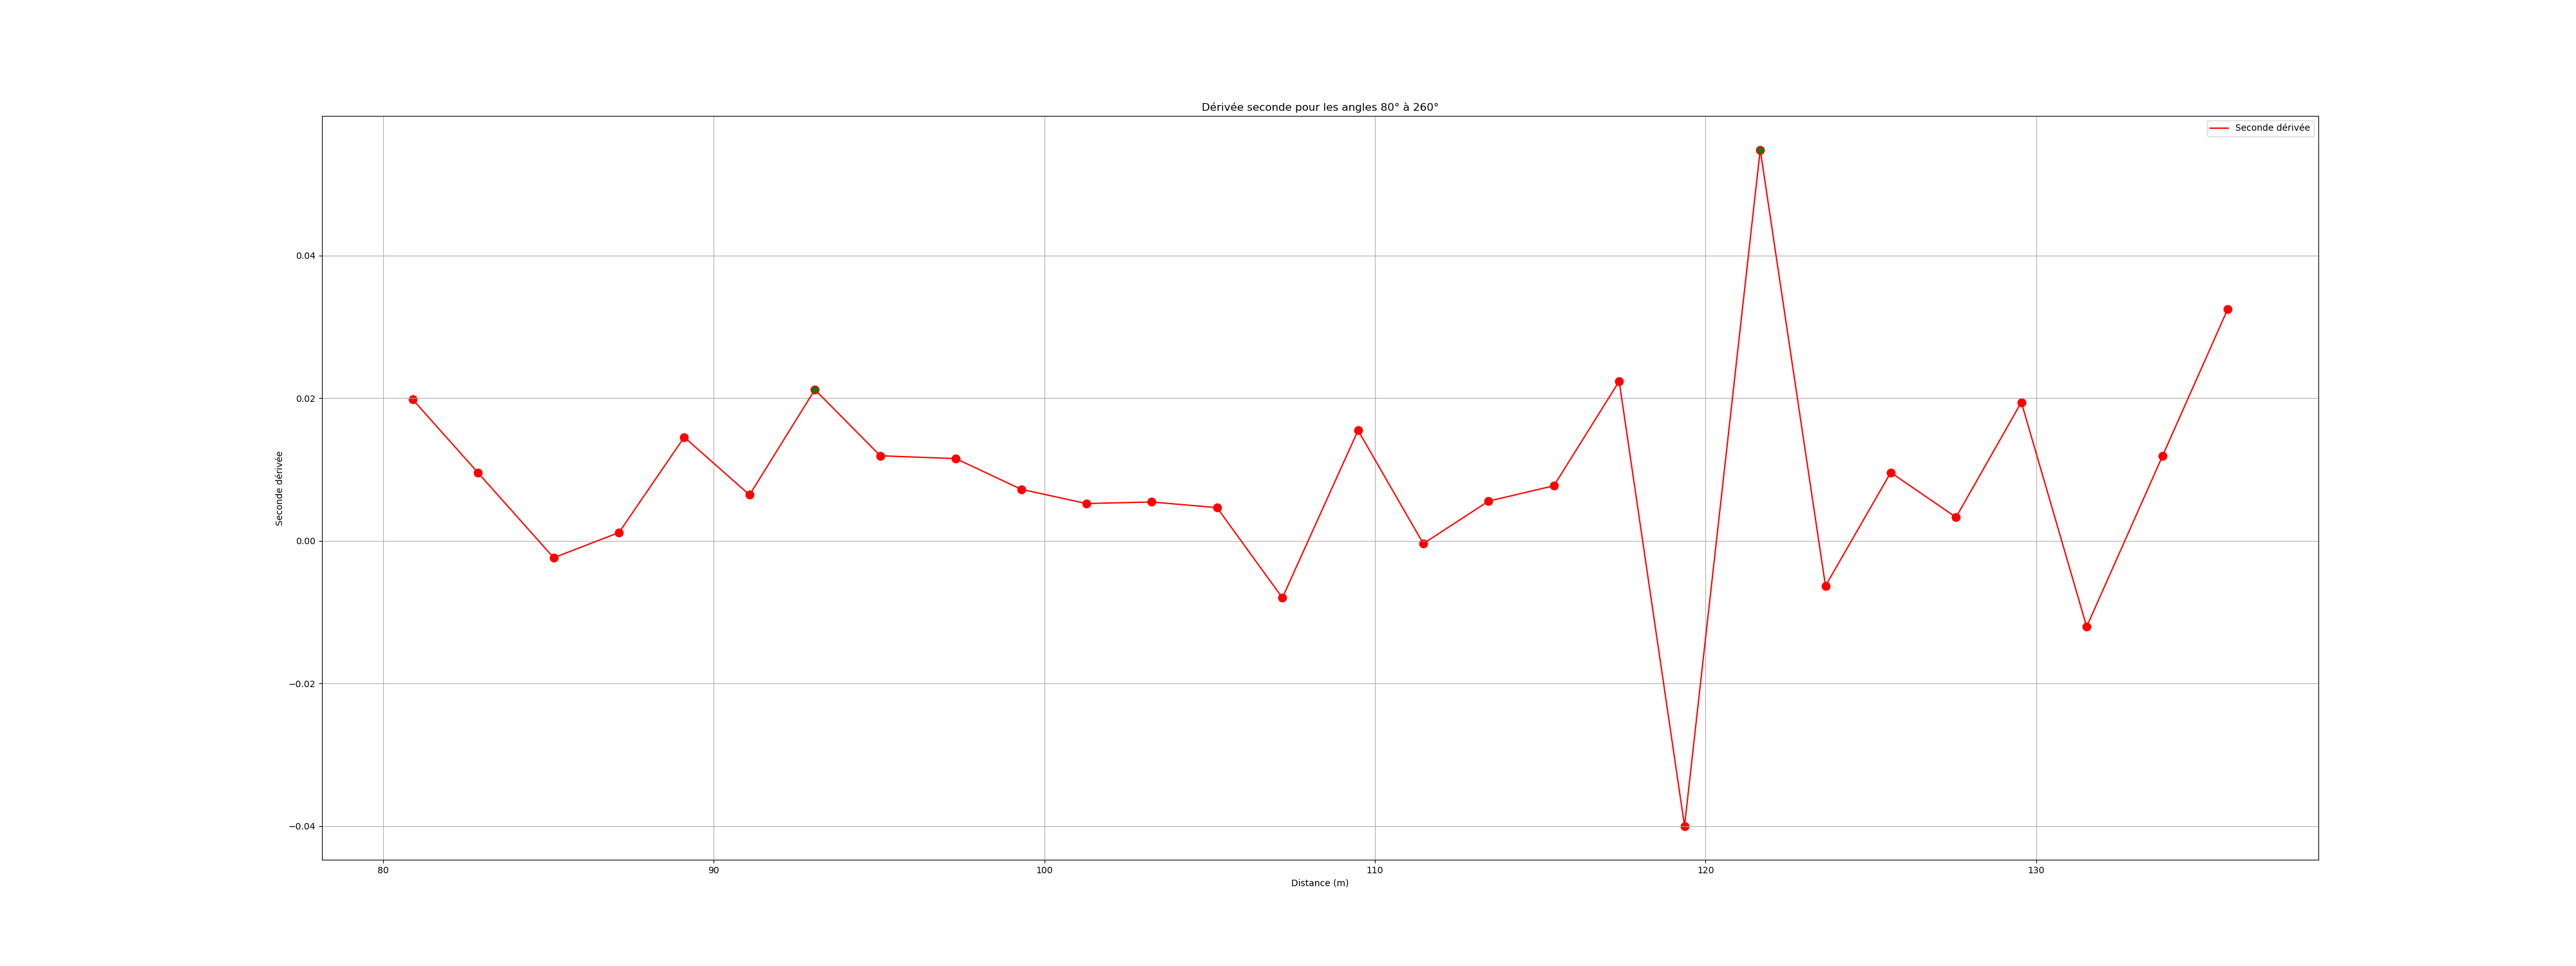 Dérivée seconde pour les angles 80° à 260°
Seconde dérivée
0.04
0.02
0.00
−0.02
−0.04
Seconde dérivée
80 90 100 110 120 130
Distance (m)